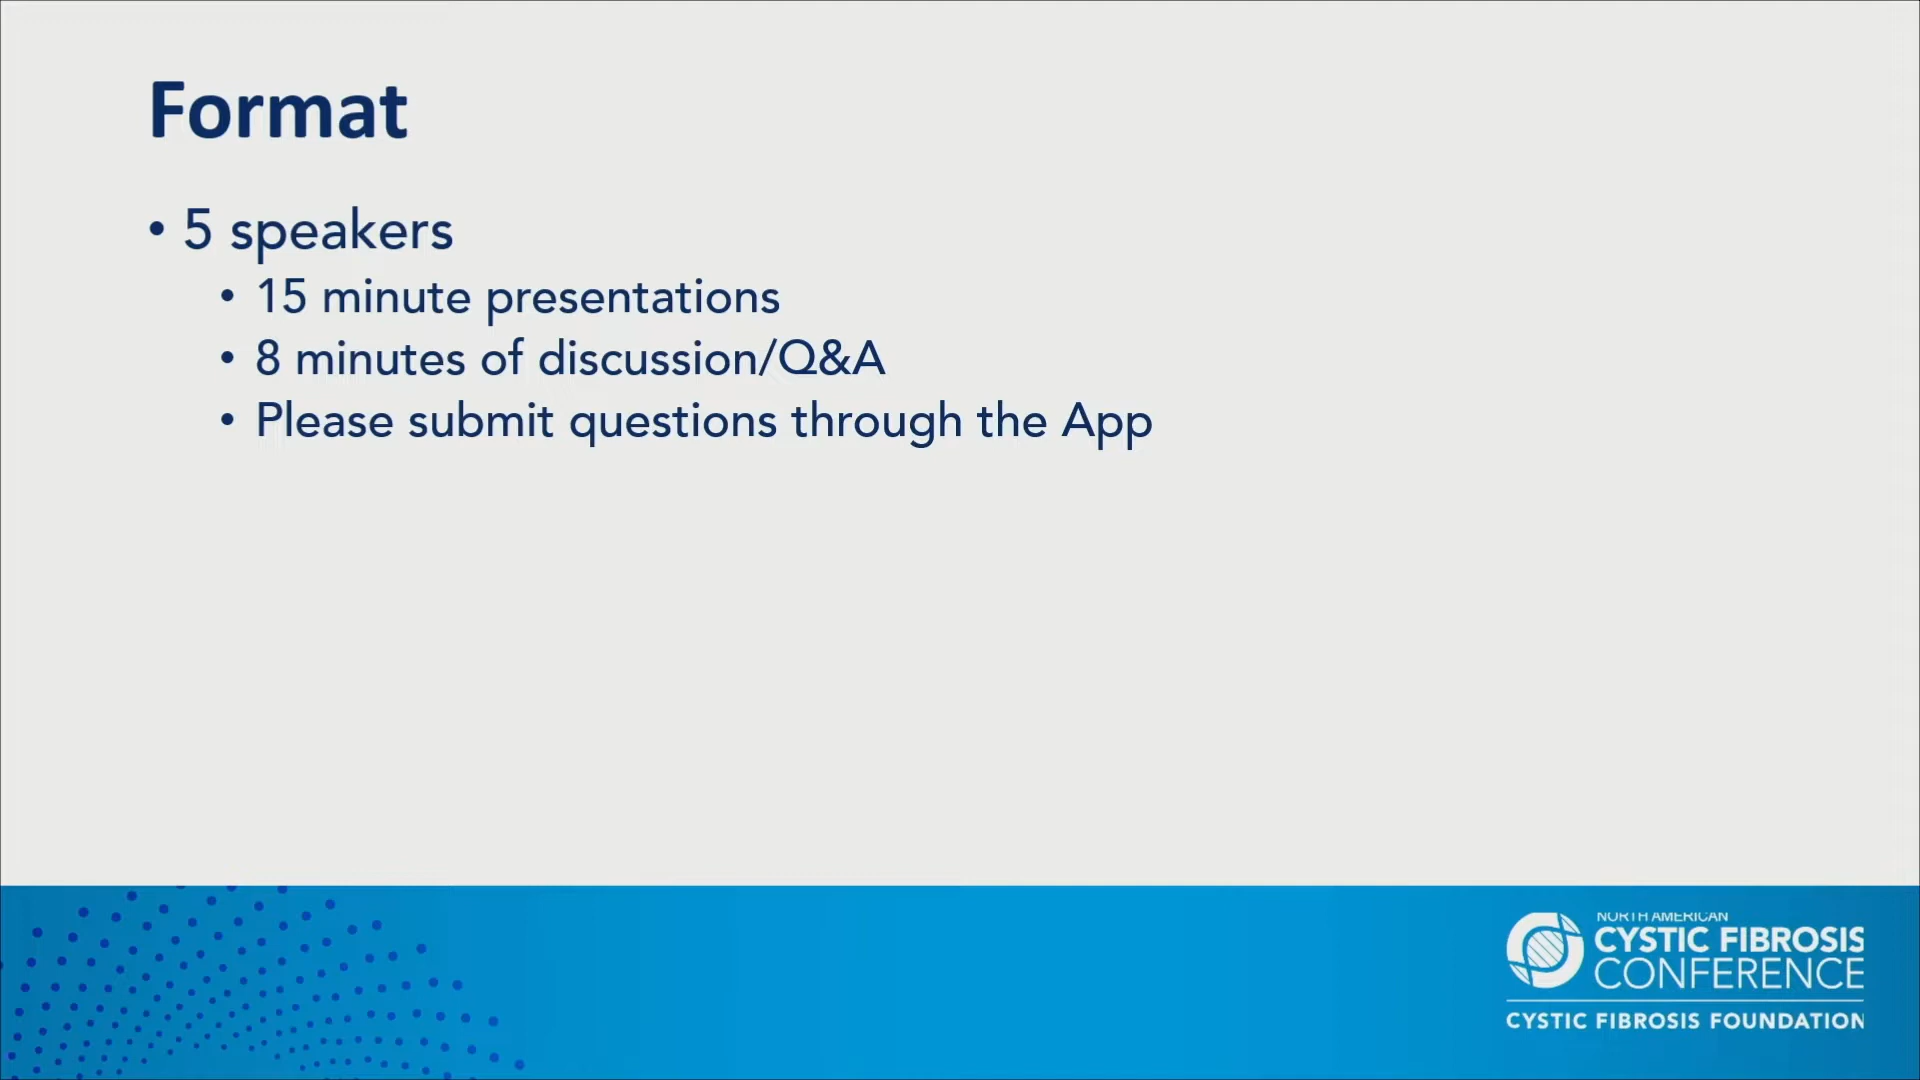 Format
• 5 speakers
• 15 minute presentations
• 8 minutes of discussion/Q&A
• Please submit questions through the App
NORTH AMERICAN
CYSTIC FIBROSIS
CONFERENCE
CYSTIC FIBROSIS FOUNDATION